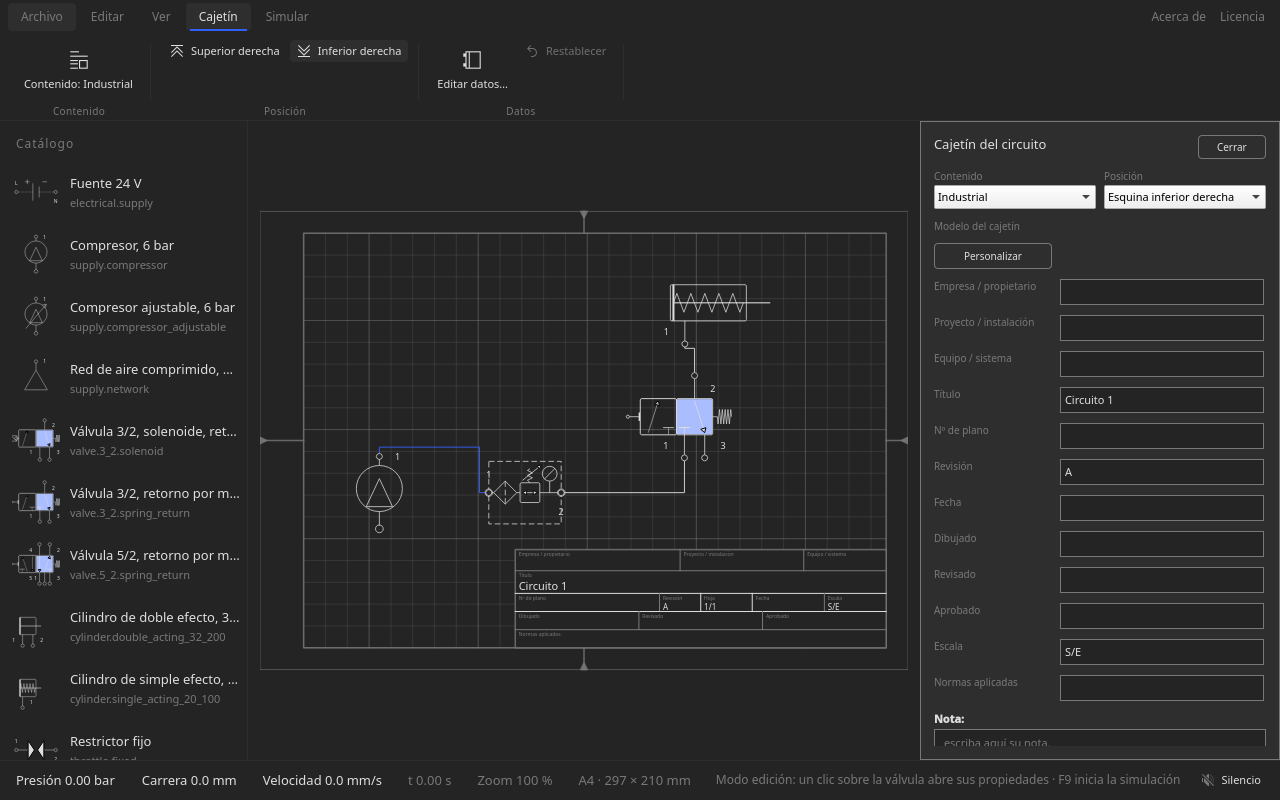 Archivo Editar Ver Cajetín Simular Acerca de Licencia
Superior derecha Inferior derecha Restablecer
Contenido: Industrial Editar datos...
Contenido Posición Datos
Catálogo
Fuente 24 V
electrical.supply
Compresor, 6 bar
supply.compressor
Compresor ajustable, 6 bar
supply.compressor_adjustable
Red de aire comprimido, ...
supply.network
Válvula 3/2, solenoide, ret...
valve.3_2.solenoid
Válvula 3/2, retorno por m...
valve.3_2.spring_return
Válvula 5/2, retorno por m...
valve.5_2.spring_return
Cilindro de doble efecto, 3...
cylinder.double_acting_32_200
Cilindro de simple efecto, ...
cylinder.single_acting_20_100
Restrictor fijo
throttle.fixed
1
2
1 3
1
1
2
Empresa / propietario Proyecto / instalación Equipo / sistema
Título
Circuito 1
Nº de plano Revisión Hoja Fecha Escala
A 1/1 S/E
Dibujado Revisado Aprobado
Normas aplicadas
Cajetín del circuito Cerrar
Contenido Posición
Industrial Esquina inferior derecha
Modelo del cajetín
Personalizar
Empresa / propietario
Proyecto / instalación
Equipo / sistema
Título Circuito 1
Nº de plano
Revisión A
Fecha
Dibujado
Revisado
Aprobado
Escala S/E
Normas aplicadas
Nota:
escriba aquí su nota
Presión 0.00 bar Carrera 0.0 mm Velocidad 0.0 mm/s t 0.00 s Zoom 100 % A4 · 297 × 210 mm Modo edición: un clic sobre la válvula abre sus propiedades · F9 inicia la simulación Silencio